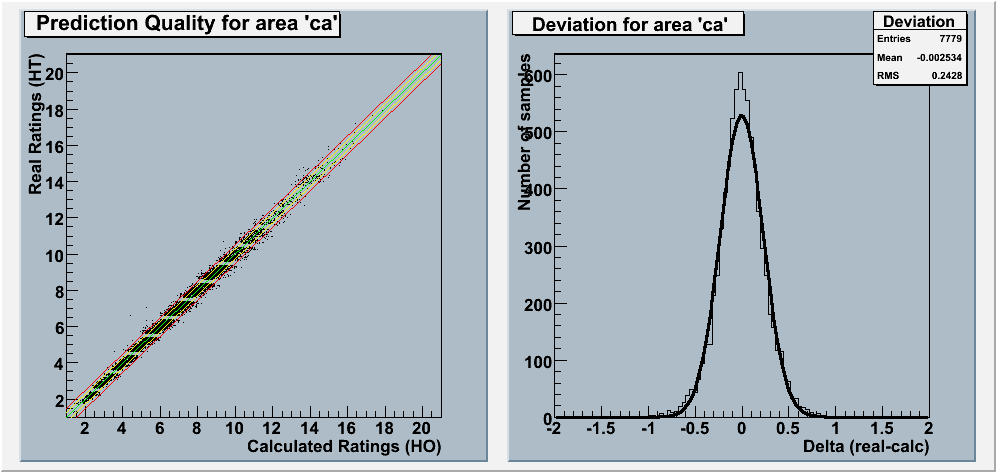 Prediction Quality for area 'ca'
Real Ratings (HT)
20
18
16
14
12
10
8
6
4
2
2 4 6 8 10 12 14 16 18 20
Calculated Ratings (HO)
Deviation for area 'ca'
Deviation
Entries 7779
Mean -0.002534
RMS 0.2428
Number of samples
600
500
400
300
200
100
0
-2 -1.5 -1 -0.5 0 0.5 1 1.5 2
Delta (real-calc)